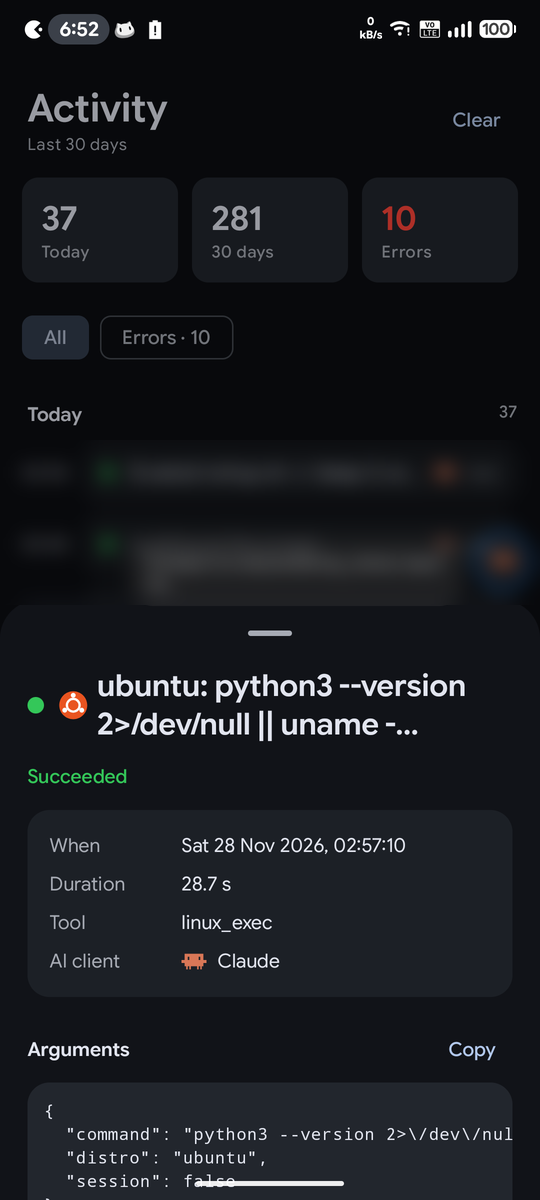 6:52
0
kB/s
VO
LTE
100
Activity
Last 30 days
Clear
37
Today
281
30 days
10
Errors
All
Errors · 10
Today
37
ubuntu: python3 --version
2>/dev/null || uname -...
Succeeded
When
Sat 28 Nov 2026, 02:57:10
Duration
28.7 s
Tool
linux_exec
AI client
Claude
Arguments
Copy
{
"command": "python3 --version 2>\/dev\/nul
"distro": "ubuntu",
"session": false